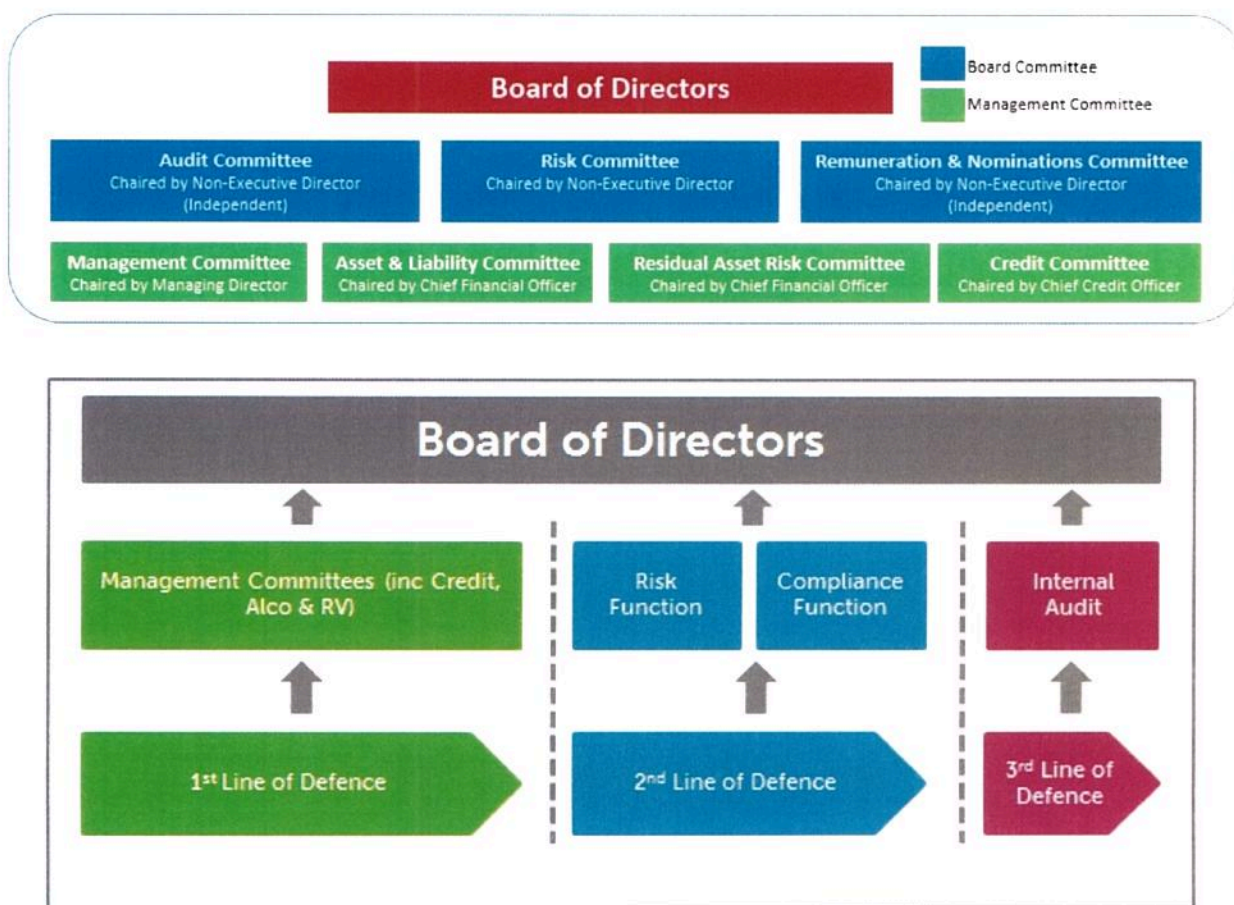 Board of Directors
Board Committee
Management Committee
Audit Committee
Chaired by Non-Executive Director
(Independent)
Risk Committee
Chaired by Non-Executive Director
Remuneration & Nominations Committee
Chaired by Non-Executive Director
(Independent)
Management Committee
Chaired by Managing Director
Asset & Liability Committee
Chaired by Chief Financial Officer
Residual Asset Risk Committee
Chaired by Chief Financial Officer
Credit Committee
Chaired by Chief Credit Officer
Board of Directors
Management Committees (inc Credit,
Alco & RV)
Risk
Function
Compliance
Function
Internal
Audit
1st Line of Defence
2nd Line of Defence
3rd Line of
Defence